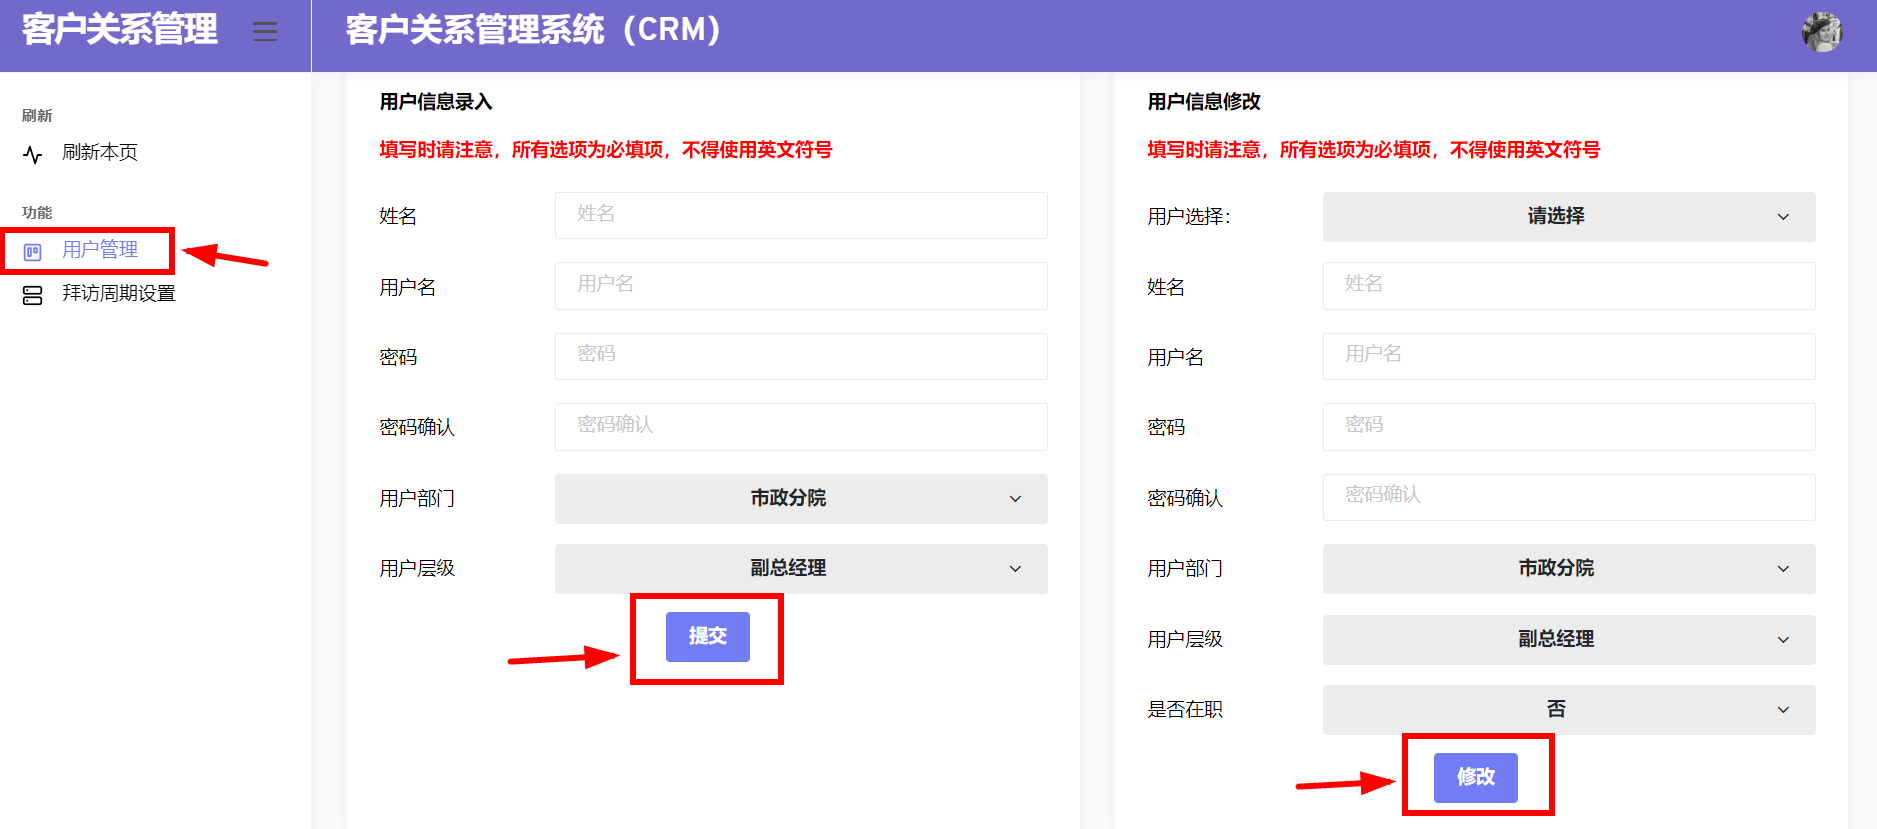 客户关系管理
客户关系管理系统（CRM）
刷新
刷新本页
功能
用户管理
拜访周期设置
用户信息录入
填写时请注意，所有选项为必填项，不得使用英文符号
姓名 姓名
用户名 用户名
密码 密码
密码确认 密码确认
用户部门 市政分院
用户层级 副总经理
提交
用户信息修改
填写时请注意，所有选项为必填项，不得使用英文符号
用户选择： 请选择
姓名 姓名
用户名 用户名
密码 密码
密码确认 密码确认
用户部门 市政分院
用户层级 副总经理
是否在职 否
修改